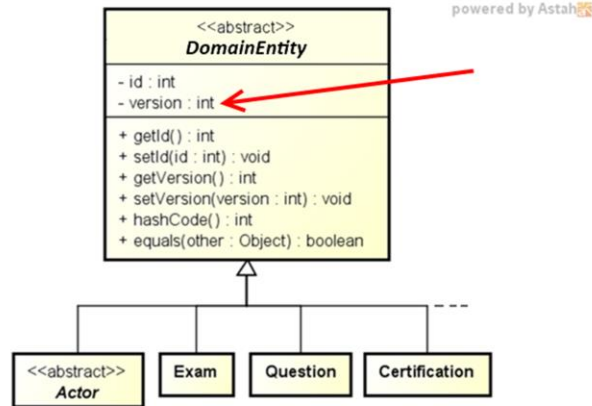 powered by Astah
<<abstract>>
DomainEntity
- id : int
- version : int
+ getId() : int
+ setId(id : int) : void
+ getVersion() : int
+ setVersion(version : int) : void
+ hashCode() : int
+ equals(other : Object) : boolean
<<abstract>>
Actor
Exam
Question
Certification